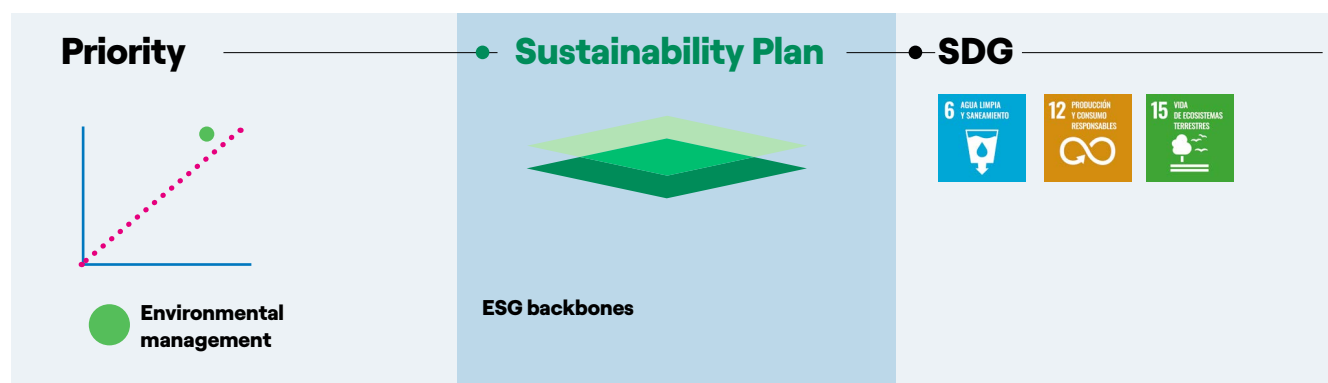 Priority
Sustainability Plan
SDG
6 AGUA LIMPIA
Y SANEAMIENTO
12 PRODUCCIÓN
Y CONSUMO
RESPONSABLES
15 VIDA
DE ECOSISTEMAS
TERRESTRES
Environmental
management
ESG backbones